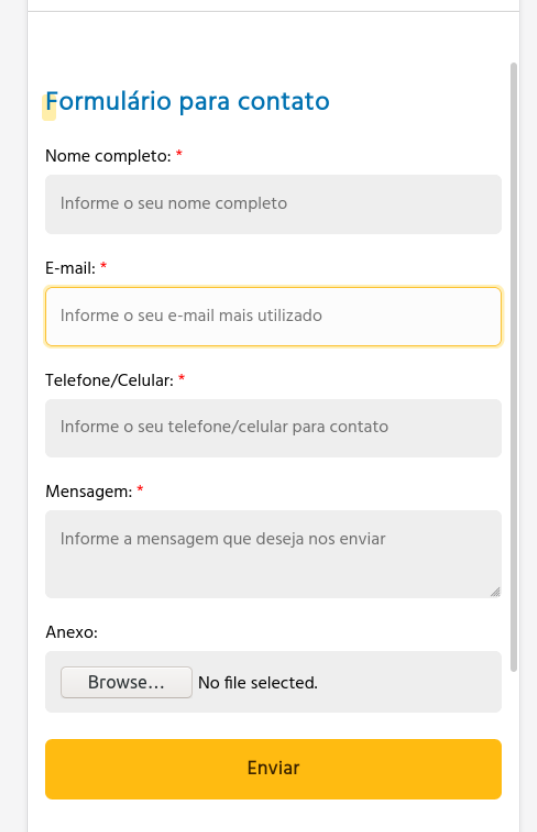 Formulário para contato
Nome completo: *
Informe o seu nome completo
E-mail: *
Informe o seu e-mail mais utilizado
Telefone/Celular: *
Informe o seu telefone/celular para contato
Mensagem: *
Informe a mensagem que deseja nos enviar
Anexo:
Browse... No file selected.
Enviar